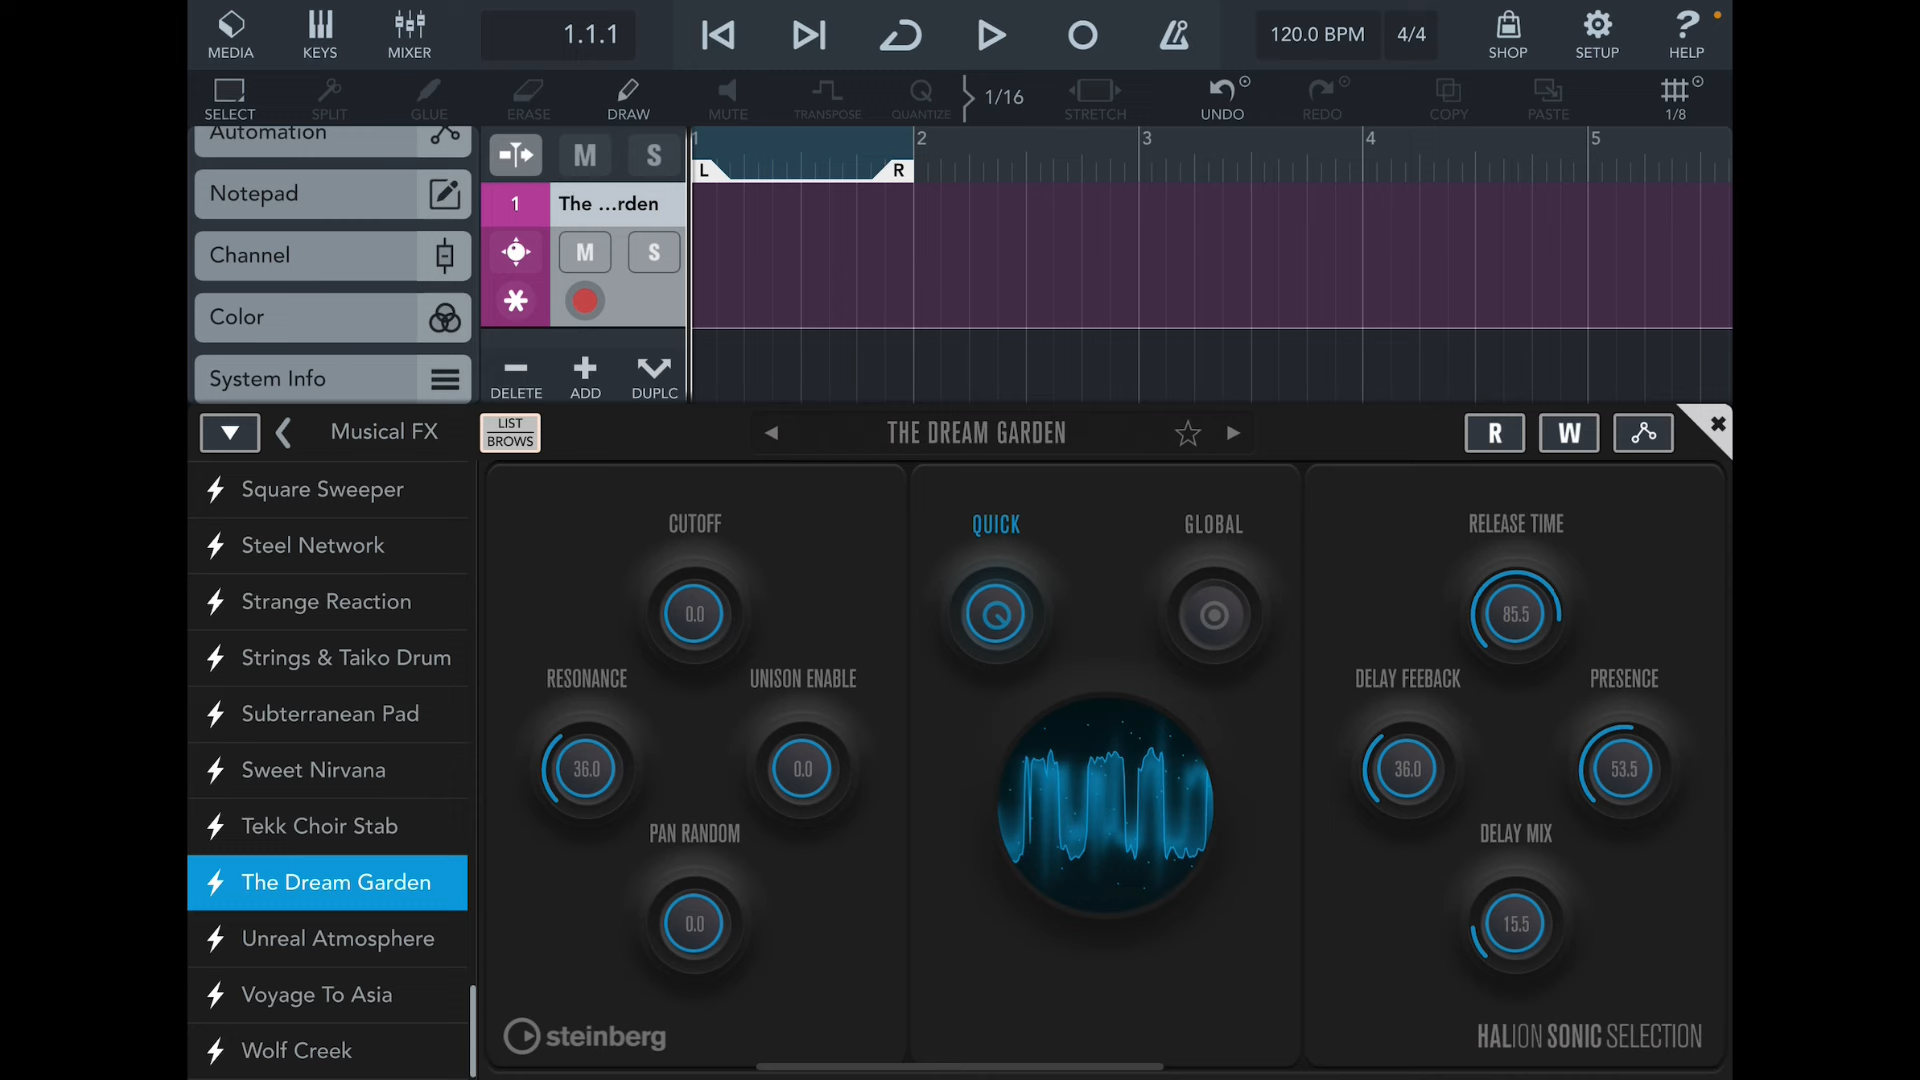 MEDIA
KEYS
MIXER
1.1.1
120.0 BPM
4/4
SHOP
SETUP
HELP
SELECT
SPLIT
GLUE
ERASE
DRAW
MUTE
TRANSPOSE
QUANTIZE
1/16
STRETCH
UNDO
REDO
COPY
PASTE
1/8
Automation
Notepad
Channel
Color
System Info
M
S
1
2
3
4
5
L
R
1
The ...rden
M
S
DELETE
ADD
DUPLC
Musical FX
LIST
BROWS
THE DREAM GARDEN
R
W
Square Sweeper
Steel Network
Strange Reaction
Strings & Taiko Drum
Subterranean Pad
Sweet Nirvana
Tekk Choir Stab
The Dream Garden
Unreal Atmosphere
Voyage To Asia
Wolf Creek
CUTOFF
0.0
RESONANCE
36.0
UNISON ENABLE
0.0
PAN RANDOM
0.0
QUICK
GLOBAL
RELEASE TIME
85.5
DELAY FEEBACK
36.0
PRESENCE
53.5
DELAY MIX
15.5
steinberg
HALION SONIC SELECTION